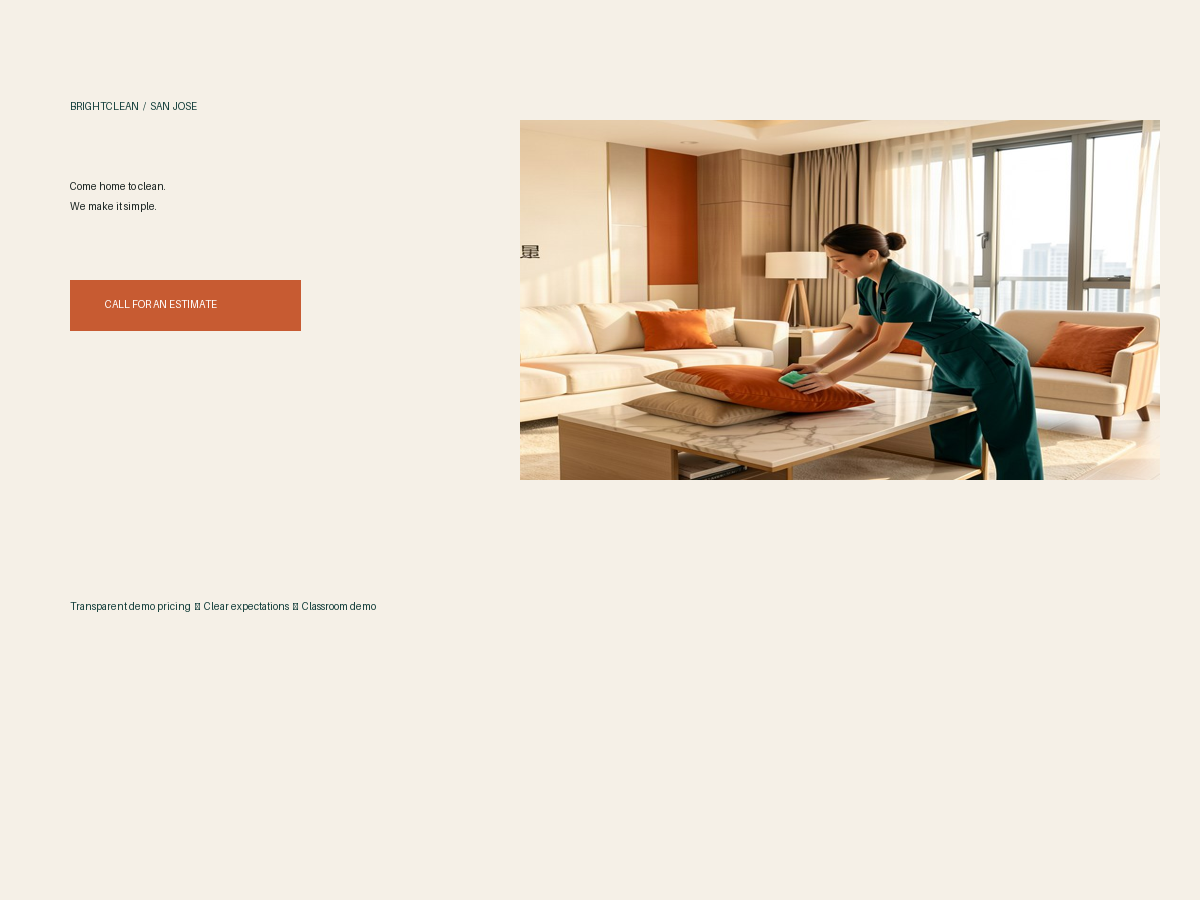 BRIGHTCLEAN / SAN JOSE
Come home to clean.
We make it simple.
CALL FOR AN ESTIMATE
Transparent demo pricing ▯ Clear expectations ▯ Classroom demo